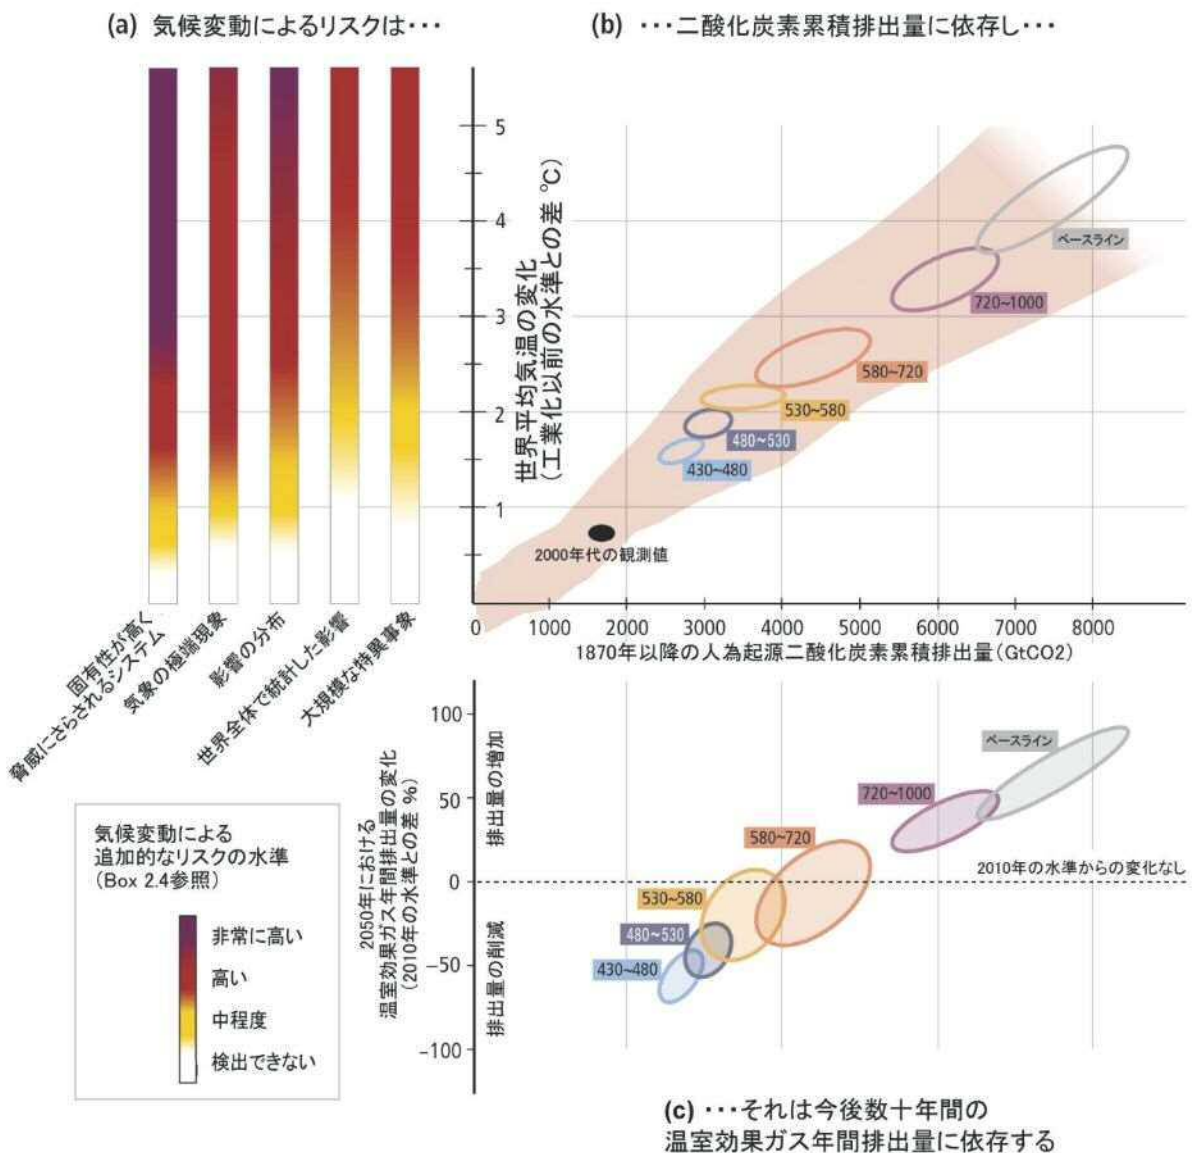 (a) 気候変動によるリスクは・・・
(b) ・・・二酸化炭素累積排出量に依存し・・・
世界平均気温の変化
(工業化以前の水準との差 °C)
5
4
3
2
1
ベースライン
720~1000
580~720
530~580
480~530
430~480
2000年代の観測値
0
1000
2000
3000
4000
5000
6000
7000
8000
1870年以降の人為起源二酸化炭素累積排出量(GtCO2)
固有性が高く
脅威にさらされるシステム
気象の極端現象
影響の分布
世界全体で統計した影響
大規模な特異事象
気候変動による
追加的なリスクの水準
(Box 2.4参照)
非常に高い
高い
中程度
検出できない
2050年における
温室効果ガス年間排出量の変化
(2010年の水準との差 %)
排出量の増加
排出量の削減
100
50
0
−50
−100
ベースライン
720~1000
580~720
2010年の水準からの変化なし
530~580
480~530
430~480
(c) ・・・それは今後数十年間の
温室効果ガス年間排出量に依存する